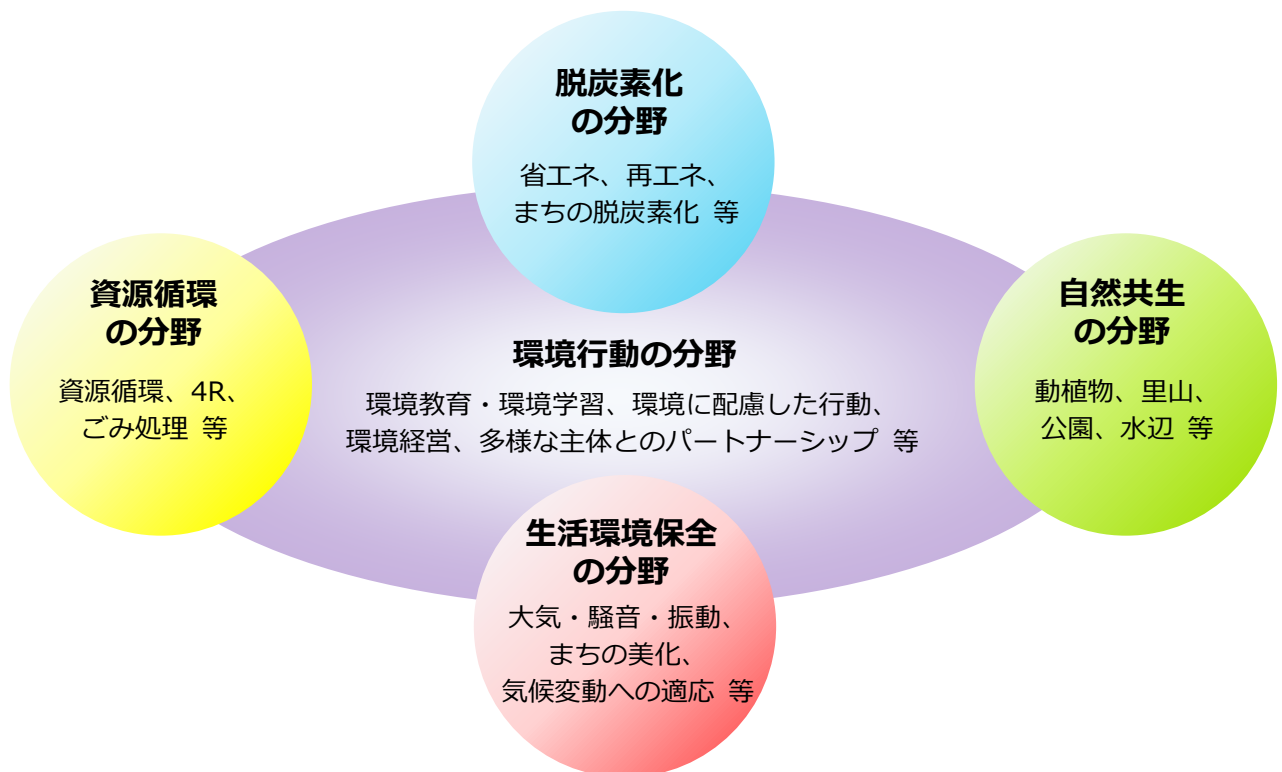 脱炭素化
の分野
省エネ、再エネ、
まちの脱炭素化 等
資源循環
の分野
資源循環、4R、
ごみ処理 等
環境行動の分野
環境教育・環境学習、環境に配慮した行動、
環境経営、多様な主体とのパートナーシップ 等
自然共生
の分野
動植物、里山、
公園、水辺 等
生活環境保全
の分野
大気・騒音・振動、
まちの美化、
気候変動への適応 等